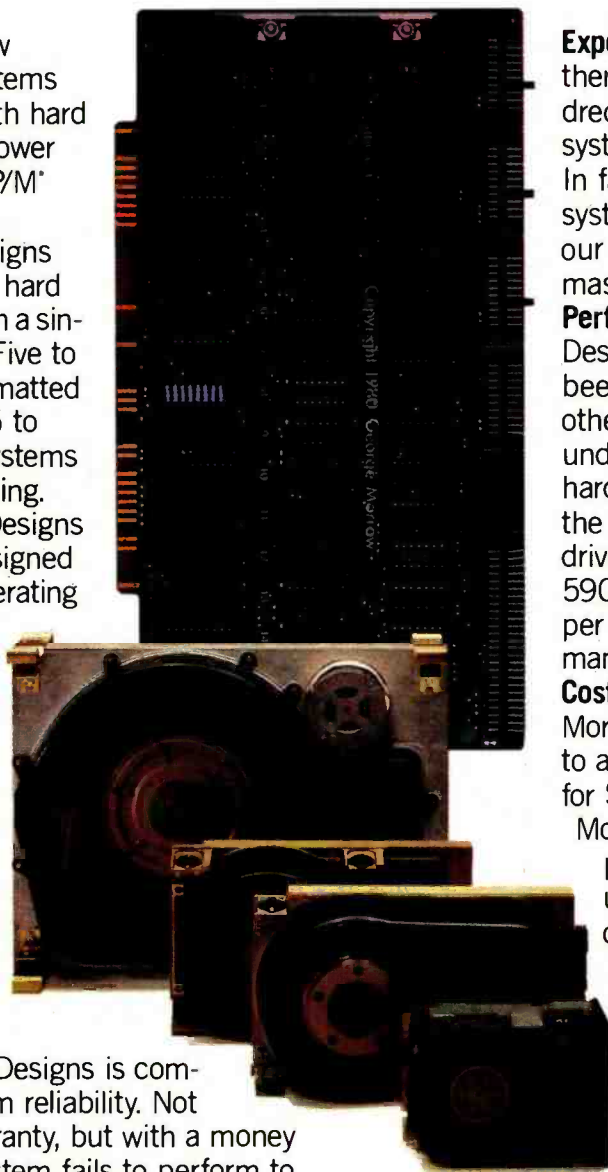 tems
th hard
ower
P/M*
igns
hard
n a sin-
Five to
matted
to
stems
ing.
Designs
signed
erating
Designs is com-
m reliability. Not
ranty, but with a money
stem fails to perform to
Copyright 1980 George Morrow
Expe
ther
drec
syst
In fa
syst
our
mas
Perf
Des
bee
othe
und
hard
the
driv
590
per
mar
Cost
Mor
to a
for S
Mo